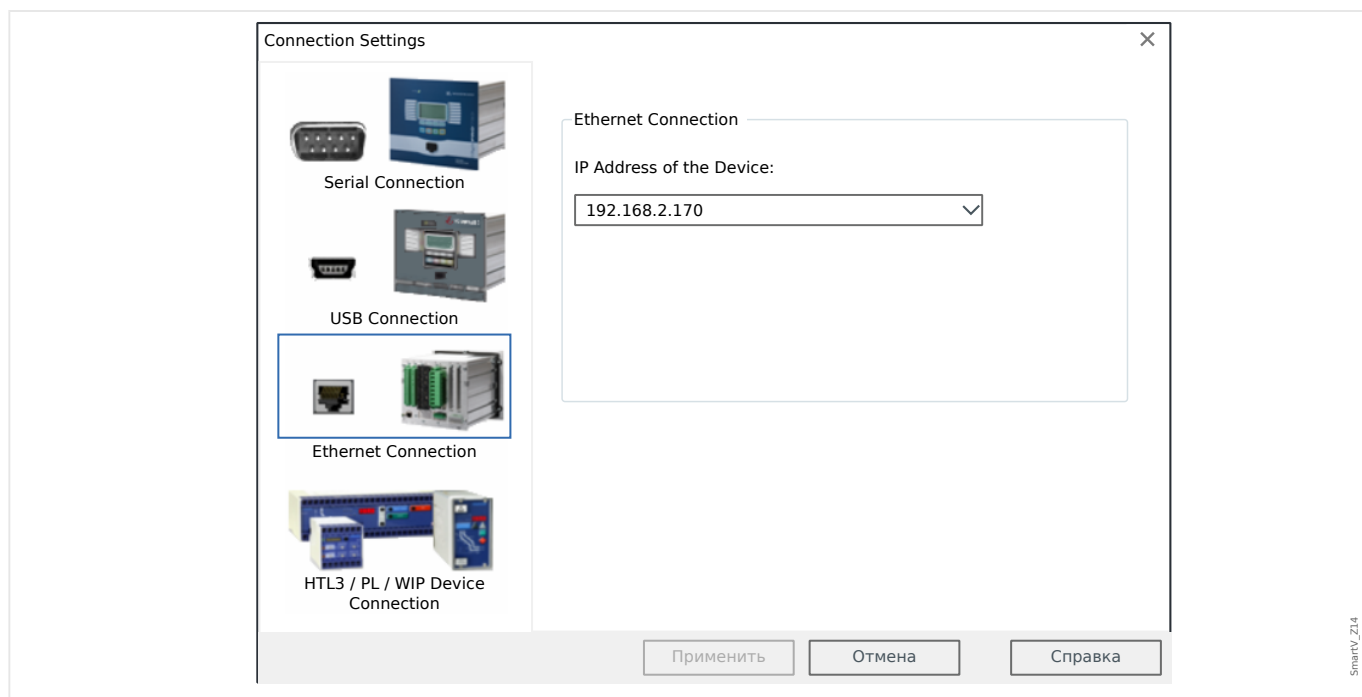 Connection Settings
Serial Connection
USB Connection
Ethernet Connection
HTL3 / PL / WIP Device
Connection
Ethernet Connection
IP Address of the Device:
192.168.2.170
Применить
Отмена
Справка
SmartV_Z14